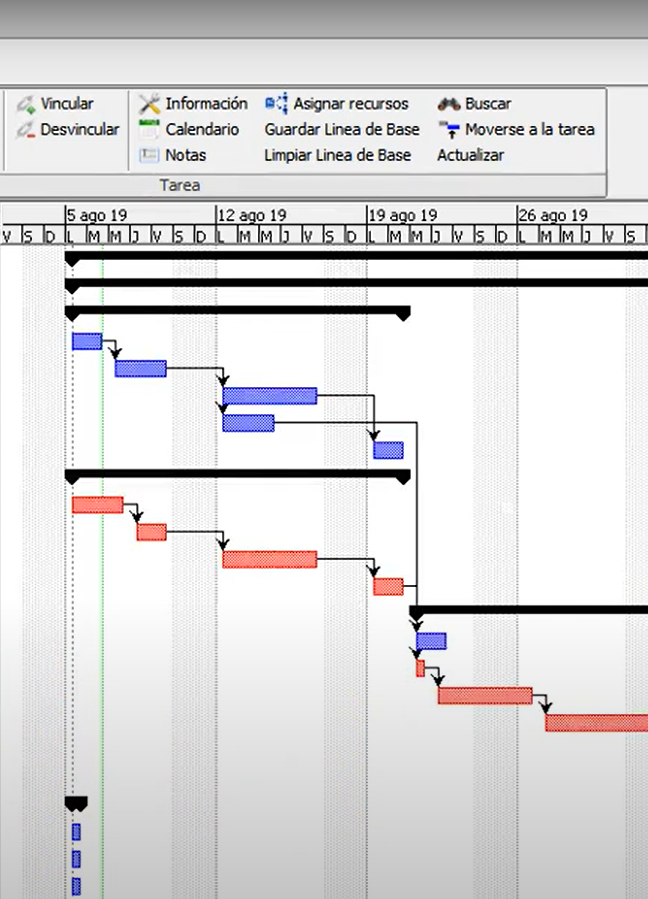 Vincular Información Asignar recursos Buscar
Desvincular Calendario Guardar Linea de Base Moverse a la tarea
Notas Limpiar Linea de Base Actualizar
Tarea
5 ago 19 12 ago 19 19 ago 19 26 ago 19
V S D L M M J V S D L M M J V S D L M M J V S D L M M J V S